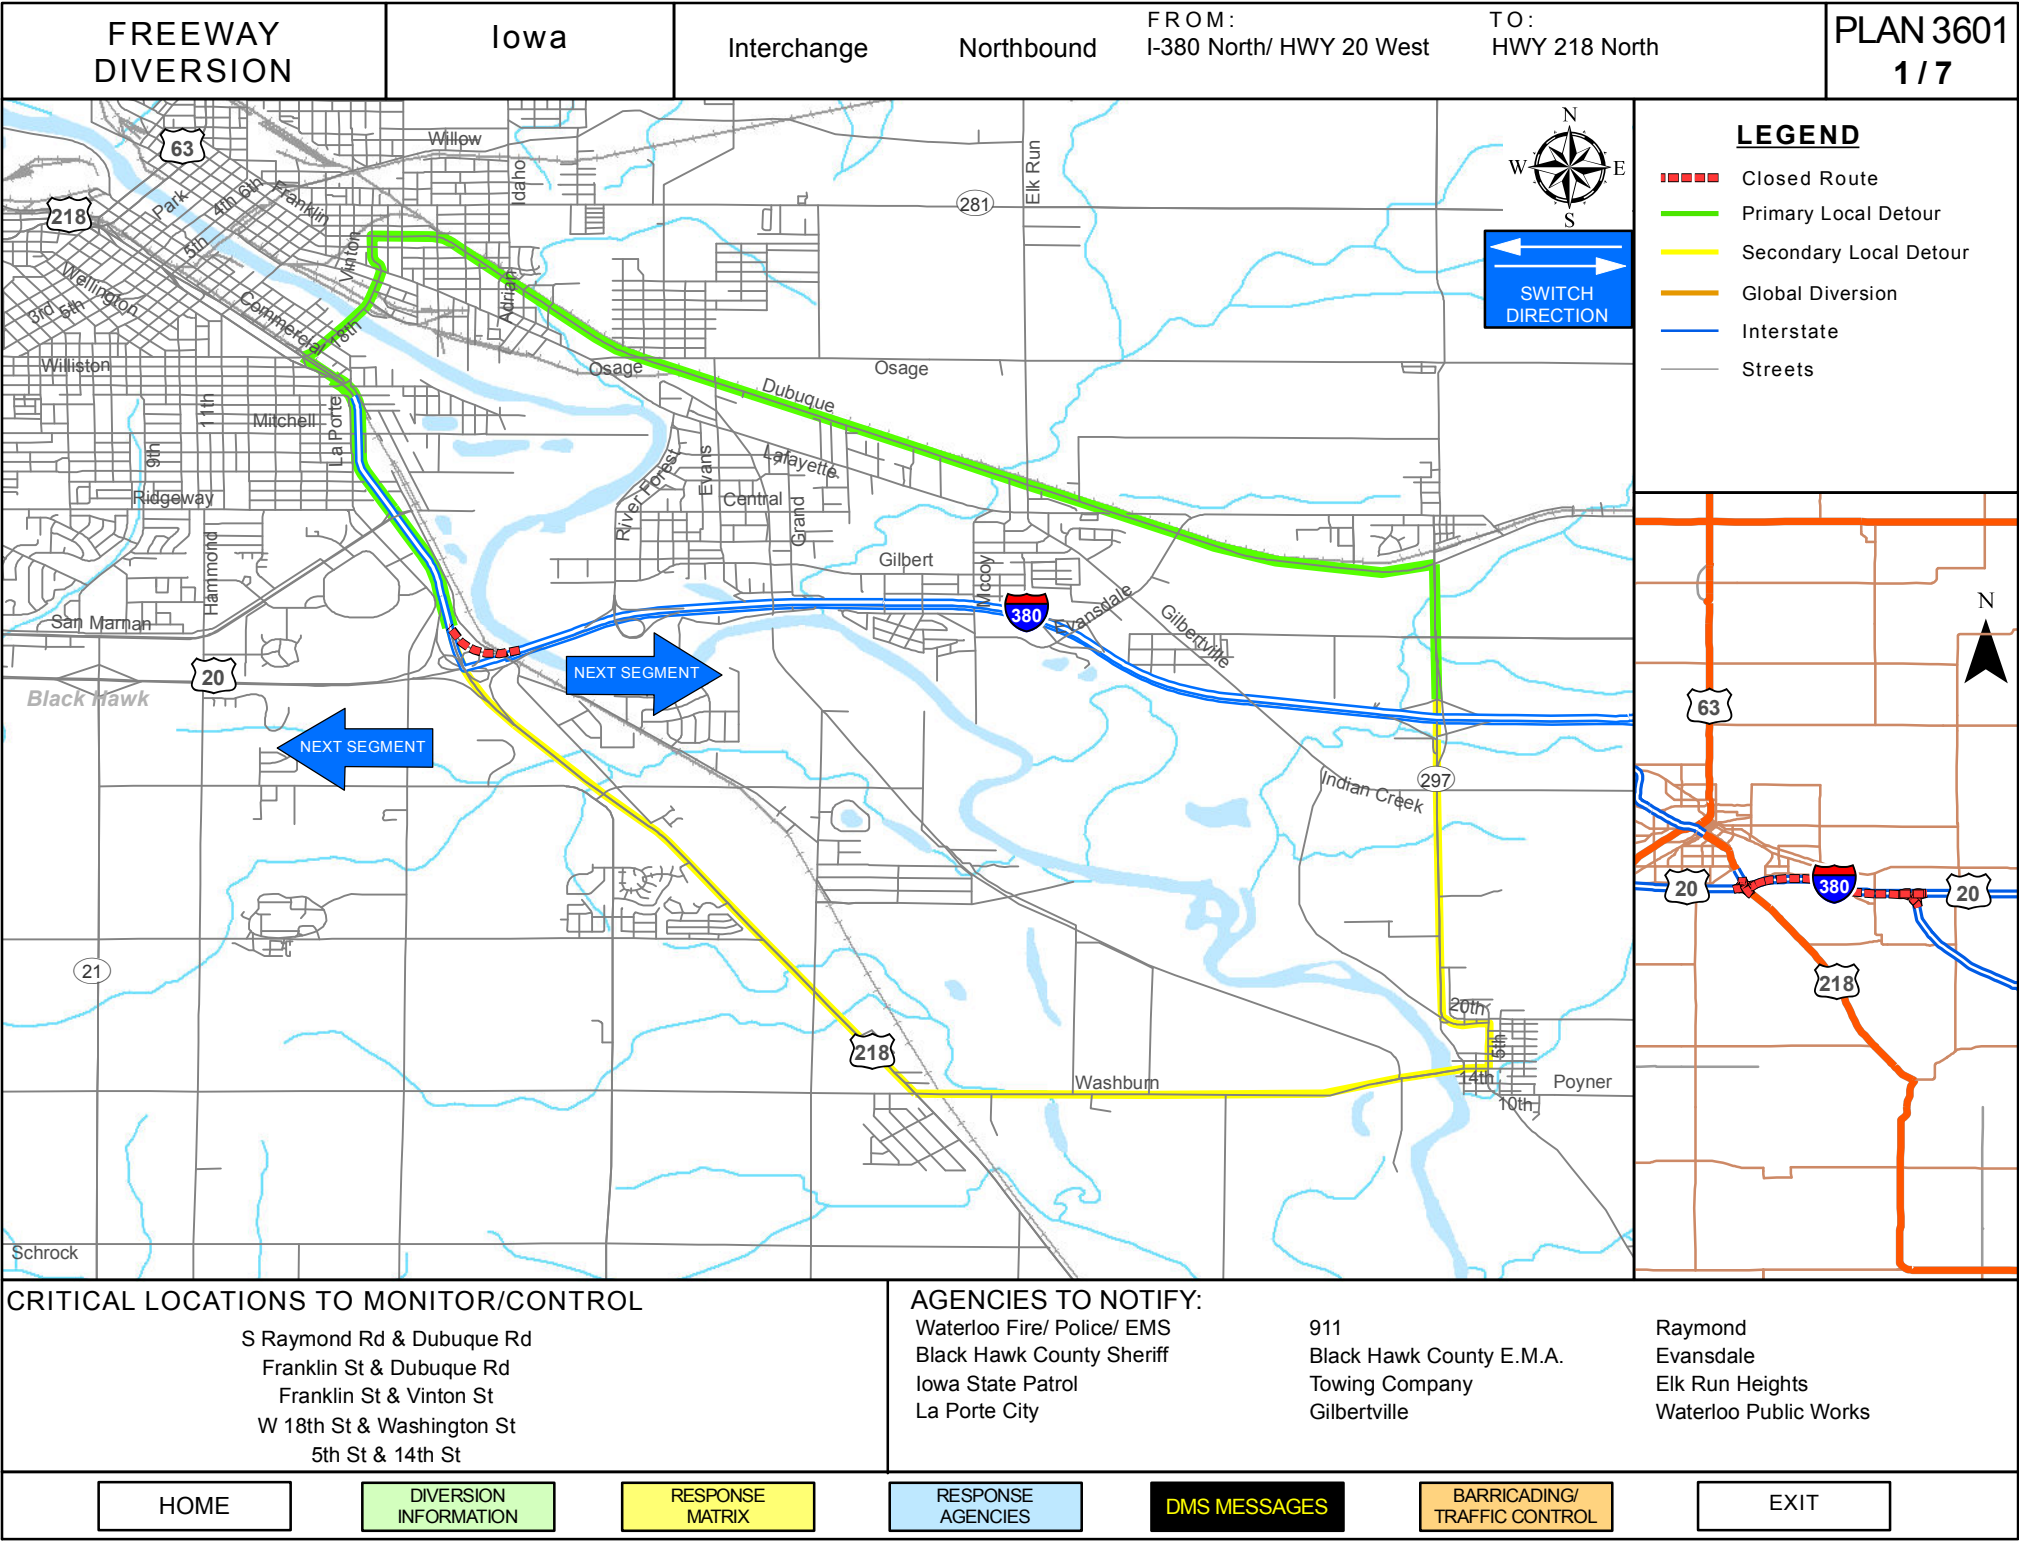 FREEWAY
DIVERSION
Iowa
Interchange
Northbound
FROM:
I-380 North/ HWY 20 West
TO:
HWY 218 North
PLAN 3601
1 / 7
Willow
63
Idaho
Elk Run
281
218
Park
4th
6th
Franklin
5th
Vinton
Wellington
3rd
5th
Commercial
18th
Adrian
Williston
Osage
Osage
Dubuque
11th
Mitchell
La Porte
9th
Ridgeway
River Forest
Evans
Lafayette
Central
Grand
Gilbert
Mccoy
Hammond
380
Evansdale
Gilbertville
San Marnan
20
Black Hawk
NEXT SEGMENT
NEXT SEGMENT
297
Indian Creek
21
218
20th
5th
14th
Washburn
Poyner
10th
Schrock
N
W
E
S
SWITCH
DIRECTION
LEGEND
Closed Route
Primary Local Detour
Secondary Local Detour
Global Diversion
Interstate
Streets
N
63
20
380
20
218
CRITICAL LOCATIONS TO MONITOR/CONTROL
S Raymond Rd & Dubuque Rd
Franklin St & Dubuque Rd
Franklin St & Vinton St
W 18th St & Washington St
5th St & 14th St
AGENCIES TO NOTIFY:
Waterloo Fire/ Police/ EMS
Black Hawk County Sheriff
Iowa State Patrol
La Porte City
911
Black Hawk County E.M.A.
Towing Company
Gilbertville
Raymond
Evansdale
Elk Run Heights
Waterloo Public Works
HOME
DIVERSION
INFORMATION
RESPONSE
MATRIX
RESPONSE
AGENCIES
DMS MESSAGES
BARRICADING/
TRAFFIC CONTROL
EXIT